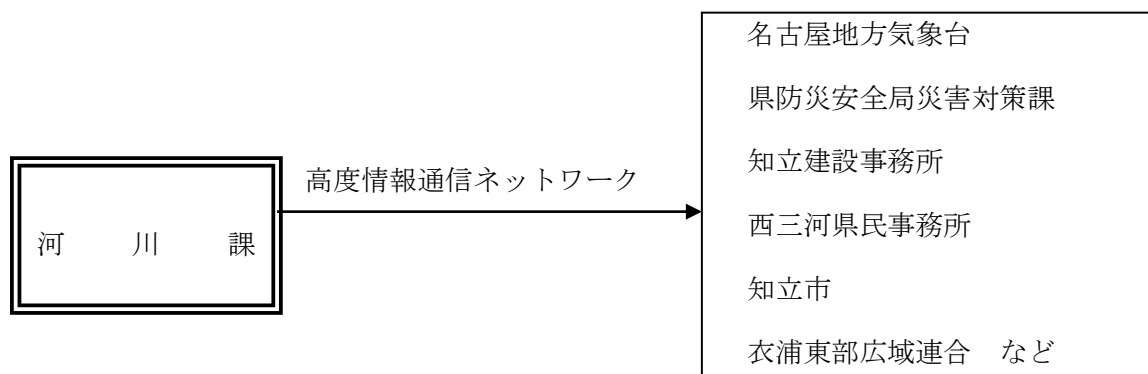 河　川　課
高度情報通信ネットワーク
名古屋地方気象台
県防災安全局災害対策課
知立建設事務所
西三河県民事務所
知立市
衣浦東部広域連合　など